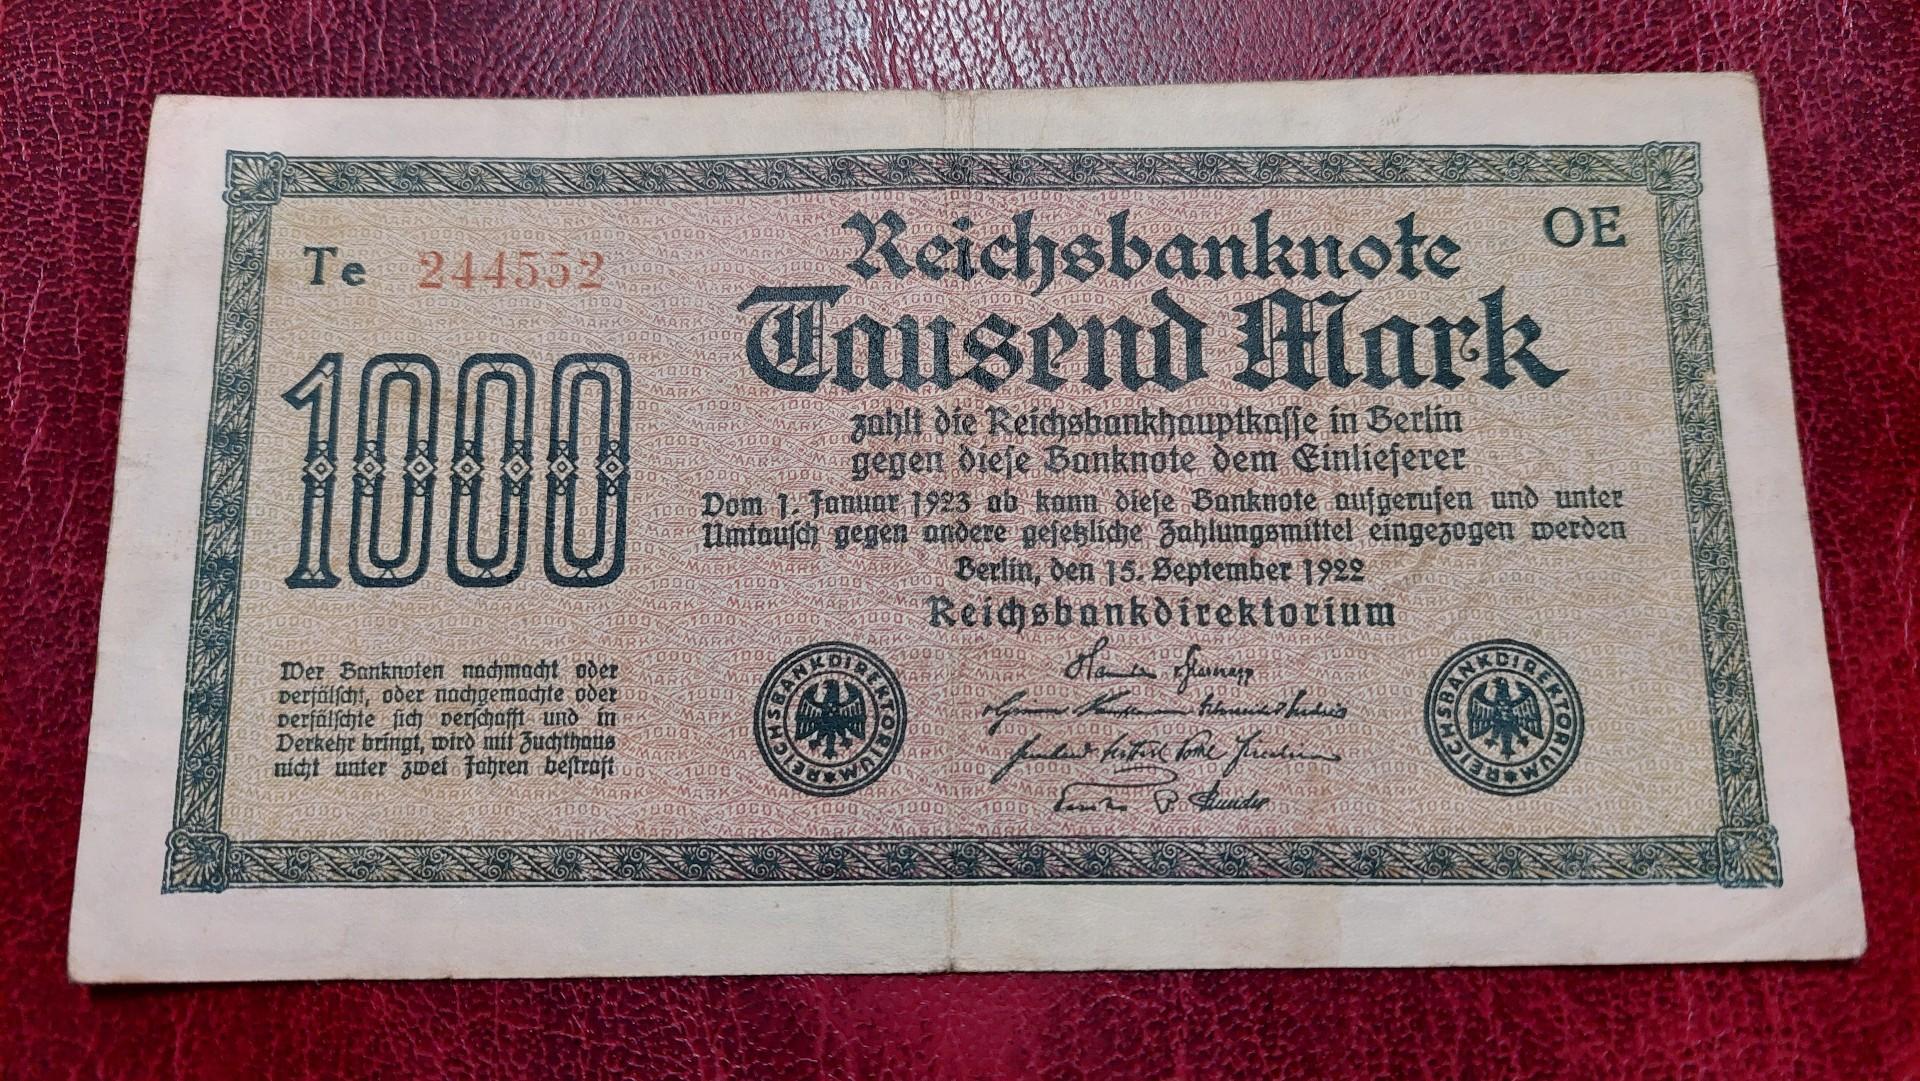 Te 244552
OE
Reichsbanknote
Tausend Mark
zahlt die Reichsbankhauptkasse in Berlin
gegen diese Banknote dem Einlieferer
Vom 1. Januar 1923 ab kann diese Banknote aufgerufen und unter
Umtausch gegen andere gesetzliche Zahlungsmittel eingezogen werden
Berlin, den 15. September 1922
Reichsbankdirektorium
1000
Wer Banknoten nachmacht oder
verfälscht, oder nachgemachte oder
verfälschte sich verschafft und in
Verkehr bringt, wird mit Zuchthaus
nicht unter zwei Jahren bestraft
REICHSBANKDIREKTORIUM
REICHSBANKDIREKTORIUM